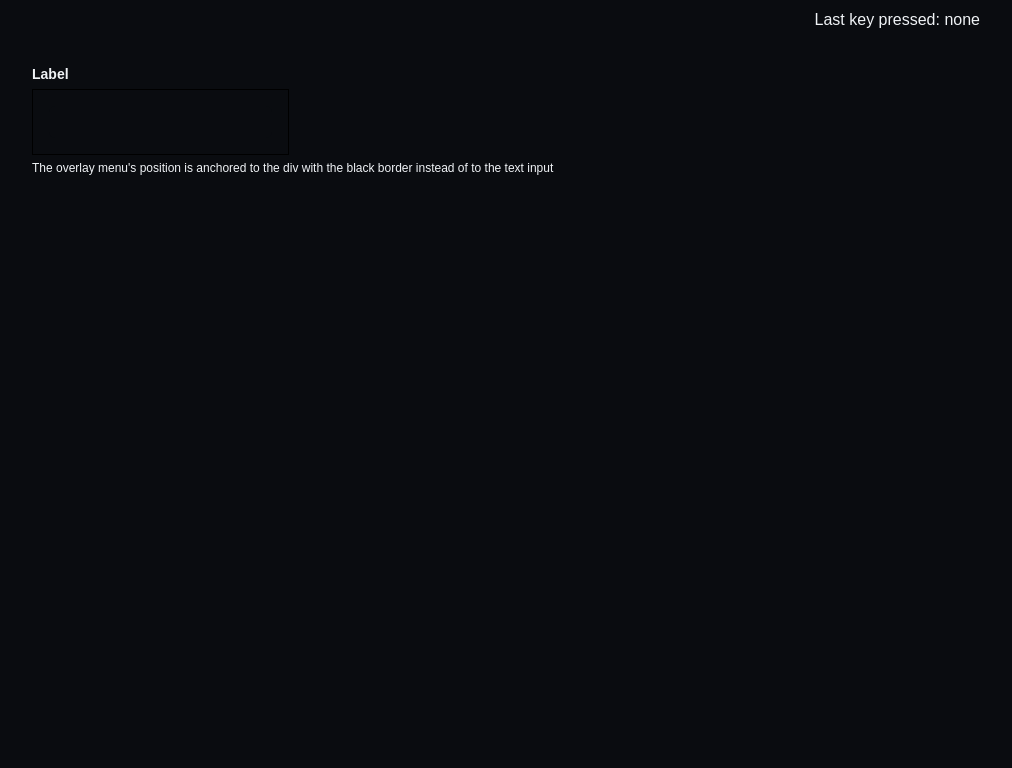 Last key pressed: none
Label
The overlay menu's position is anchored to the div with the black border instead of to the text input